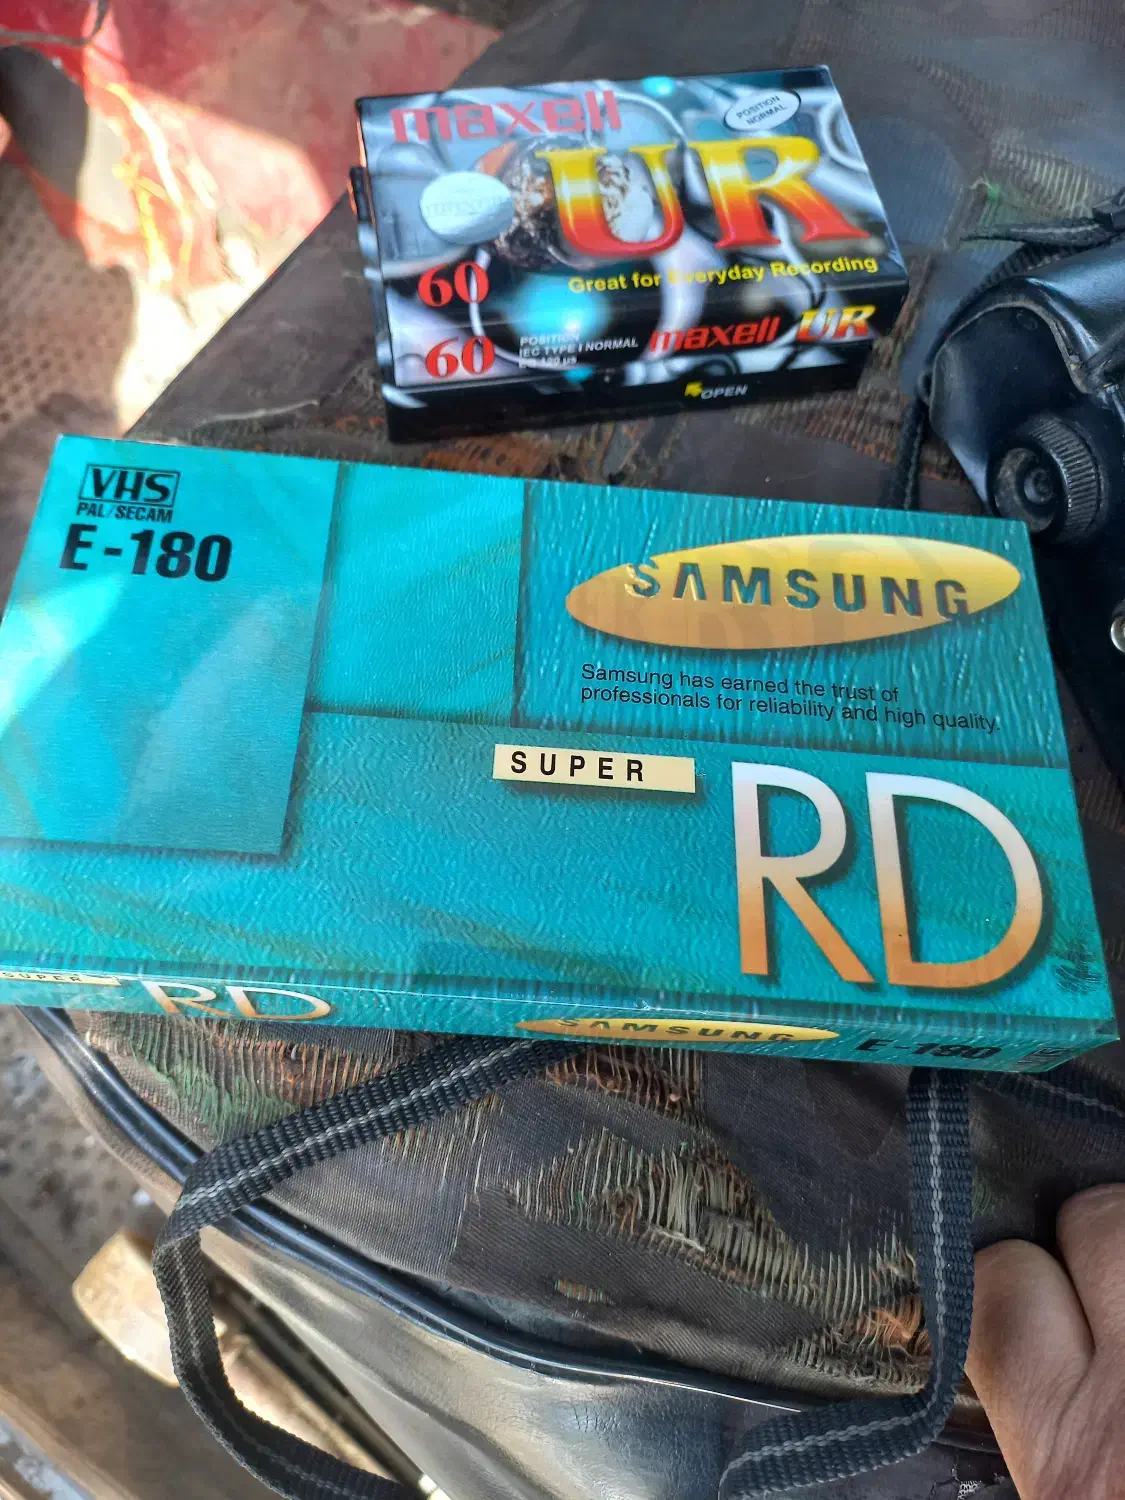 maxell
POSITION
NORMAL
UR
60
Great for Everyday Recording
60
POSITION
IEC TYPE I NORMAL
maxell UR
OPEN
VHS
PAL/SECAM
E-180
SAMSUNG
Samsung has earned the trust of
professionals for reliability and high quality.
SUPER
RD
SUPER
RD
SAMSUNG
E-180